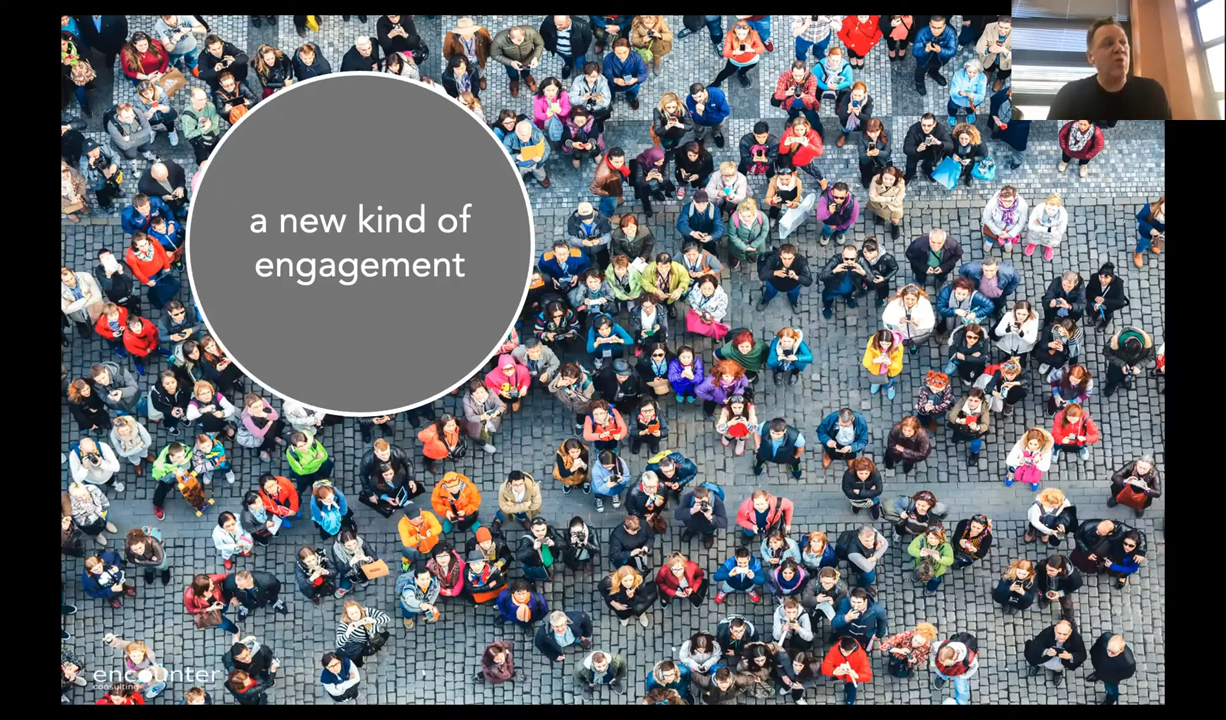 a new kind of
engagement
encounter
consulting